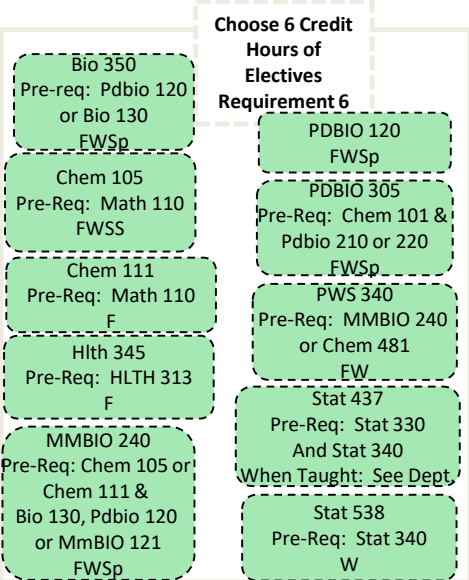 Choose 6 Credit
Hours of
Electives
Requirement 6
Bio 350
Pre-req: Pdbio 120
or Bio 130
FWSp
Chem 105
Pre-Req: Math 110
FWSS
Chem 111
Pre-Req: Math 110
F
Hlth 345
Pre-Req: HLTH 313
F
MMBIO 240
Pre-Req: Chem 105 or
Chem 111 &
Bio 130, Pdbio 120
or MmBIO 121
FWSp
PDBIO 120
FWSp
PDBIO 305
Pre-Req: Chem 101 &
Pdbio 210 or 220
FWSp
PWS 340
Pre-Req: MMBIO 240
or Chem 481
FW
Stat 437
Pre-Req: Stat 330
And Stat 340
When Taught: See Dept.
Stat 538
Pre-Req: Stat 340
W